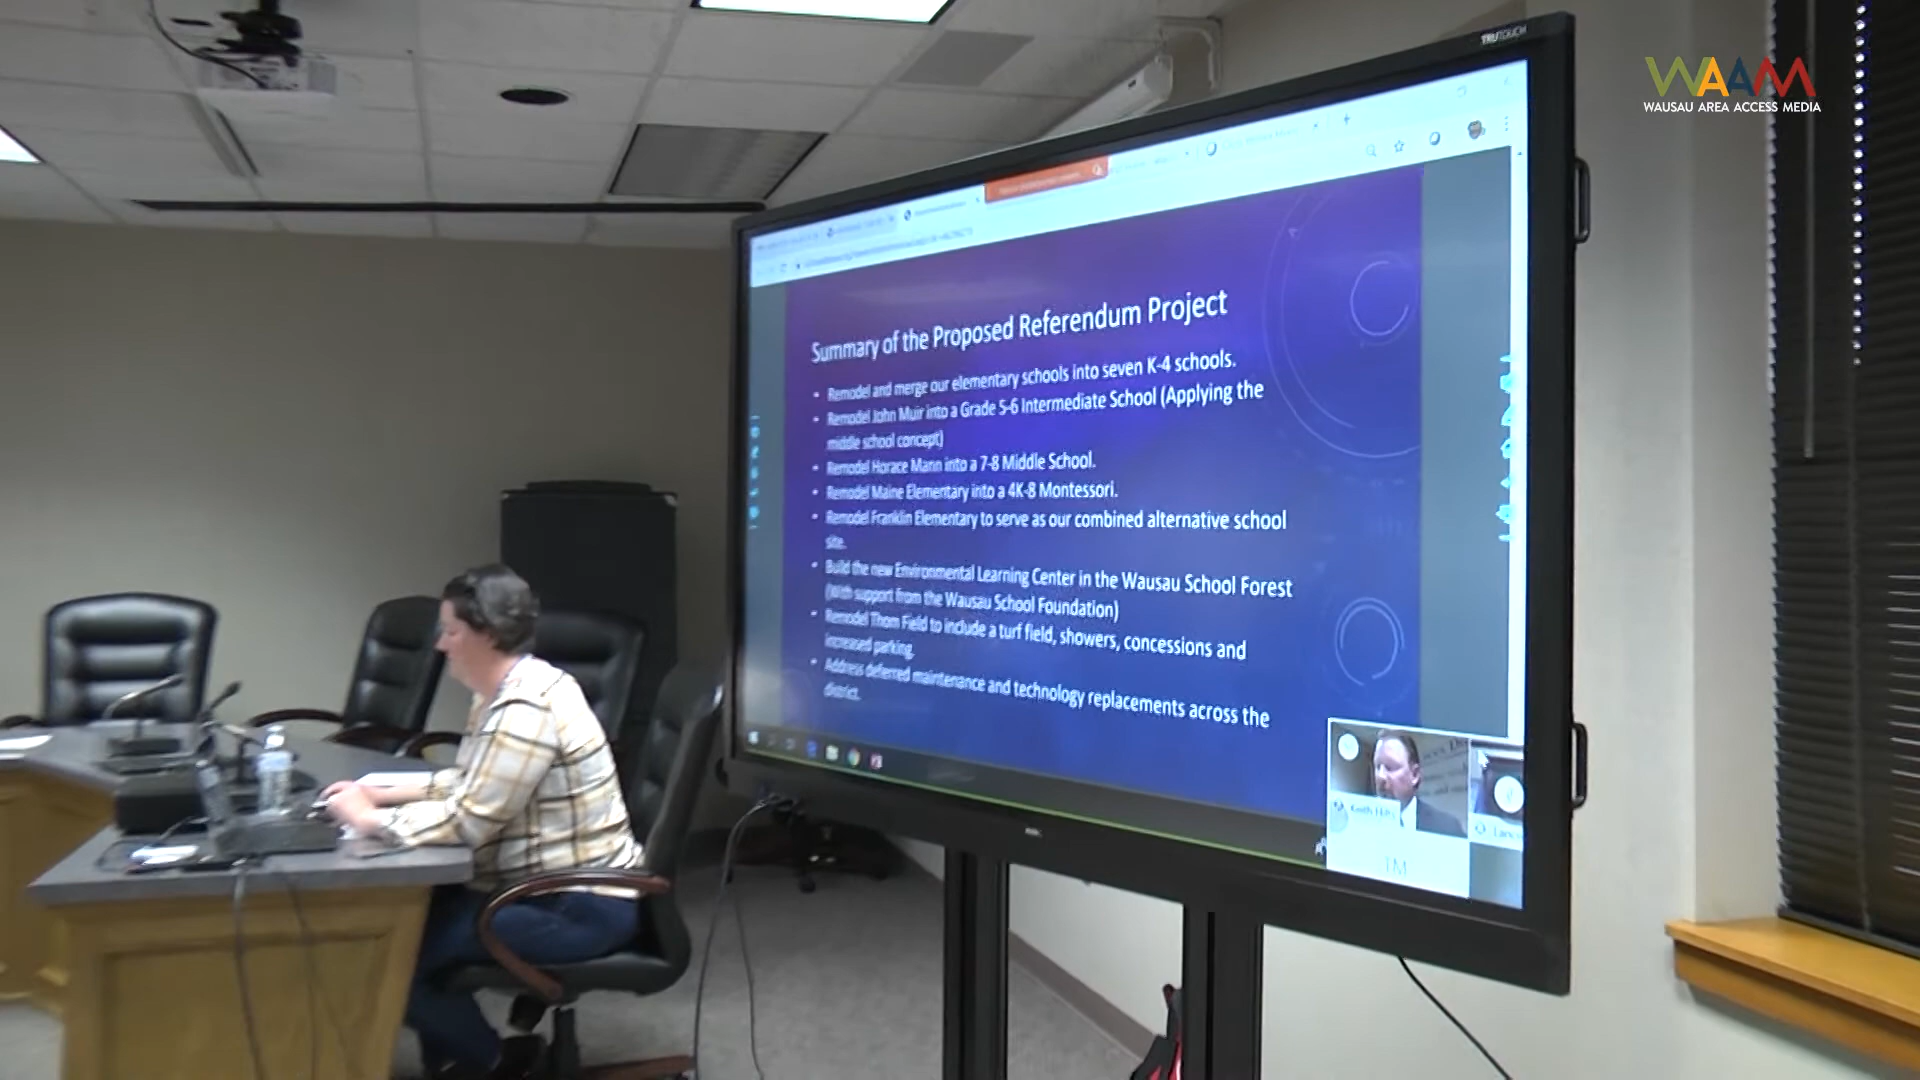 TRUTOUCH
WAAM
WAUSAU AREA ACCESS MEDIA
Summary of the Proposed Referendum Project
• Remodel and merge our elementary schools into seven K-4 schools.
• Remodel John Muir into a Grade 5-6 Intermediate School (Applying the
middle school concept)
• Remodel Horace Mann into a 7-8 Middle School.
• Remodel Maine Elementary into a 4K-8 Montessori.
• Remodel Franklin Elementary to serve as our combined alternative school
site.
• Build the new Environmental Learning Center in the Wausau School Forest
(With support from the Wausau School Foundation)
• Remodel Thom Field to include a turf field, showers, concessions and
increased parking.
• Address deferred maintenance and technology replacements across the
district.
Keith
TM